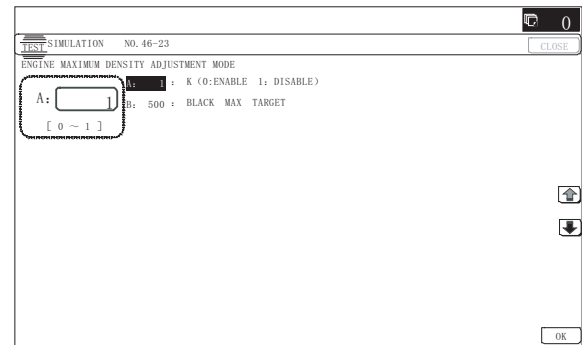 0
TEST SIMULATION NO. 46-23 CLOSE
ENGINE MAXIMUM DENSITY ADJUSTMENT MODE
A: 1 : K (0:ENABLE 1: DISABLE)
A: 1
B: 500 : BLACK MAX TARGET
[ 0 ~ 1 ]
OK